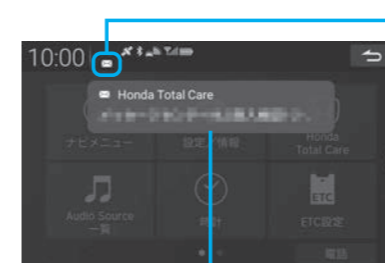 10:00
Honda Total Care
ナビメニュー
設定/情報
Honda
Total Care
Audio Source
一覧
時計
ETC
ETC設定
電話